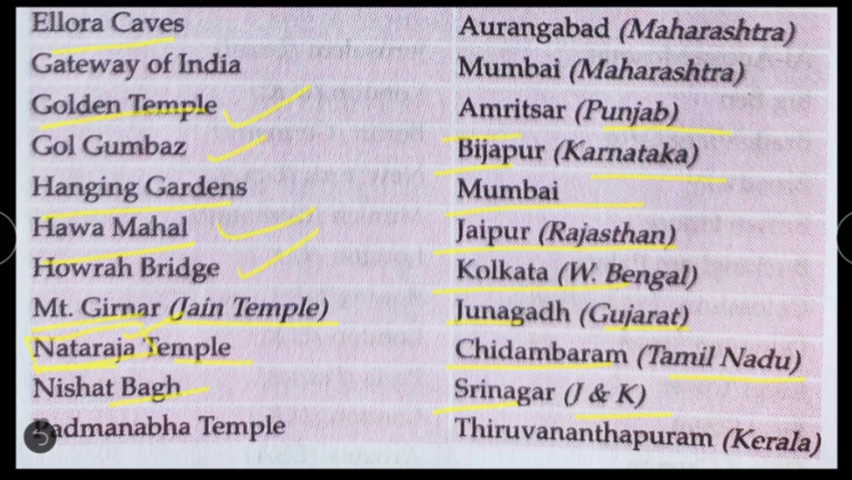 Ellora Caves Aurangabad (Maharashtra)
Gateway of India Mumbai (Maharashtra)
Golden Temple Amritsar (Punjab)
Gol Gumbaz Bijapur (Karnataka)
Hanging Gardens Mumbai
Hawa Mahal Jaipur (Rajasthan)
Howrah Bridge Kolkata (W. Bengal)
Mt. Girnar (Jain Temple) Junagadh (Gujarat)
Nataraja Temple Chidambaram (Tamil Nadu)
Nishat Bagh Srinagar (J & K)
Padmanabha Temple Thiruvananthapuram (Kerala)
5